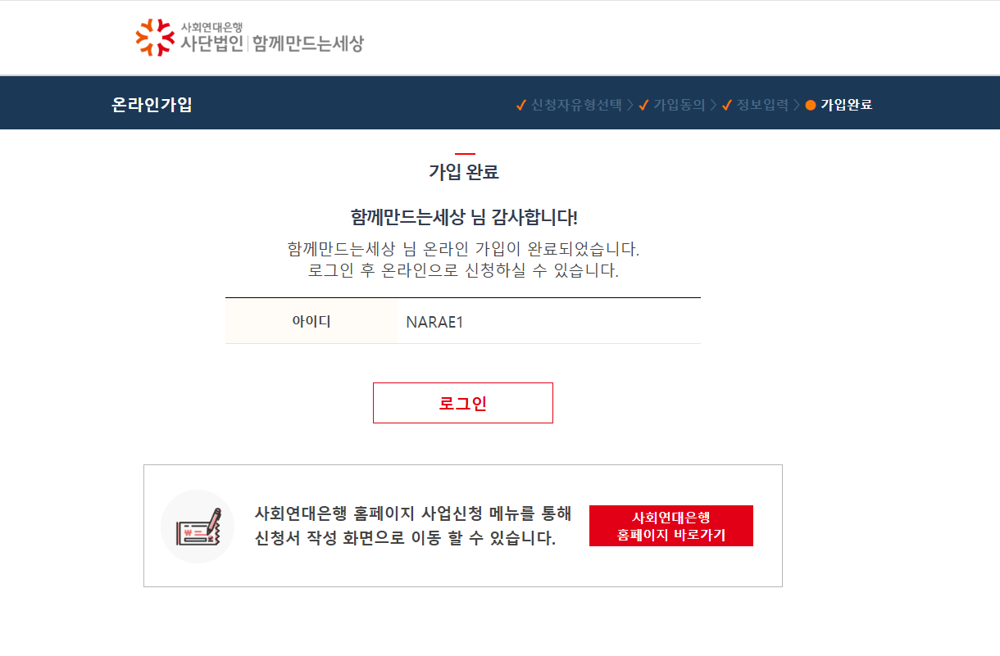 사회연대은행
사단법인 함께만드는세상
온라인가입
신청자유형선택 > 가입동의 > 정보입력 > 가입완료
가입 완료
함께만드는세상 님 감사합니다!
함께만드는세상 님 온라인 가입이 완료되었습니다.
로그인 후 온라인으로 신청하실 수 있습니다.
아이디 NARAE1
로그인
사회연대은행 홈페이지 사업신청 메뉴를 통해
신청서 작성 화면으로 이동 할 수 있습니다.
사회연대은행
홈페이지 바로가기